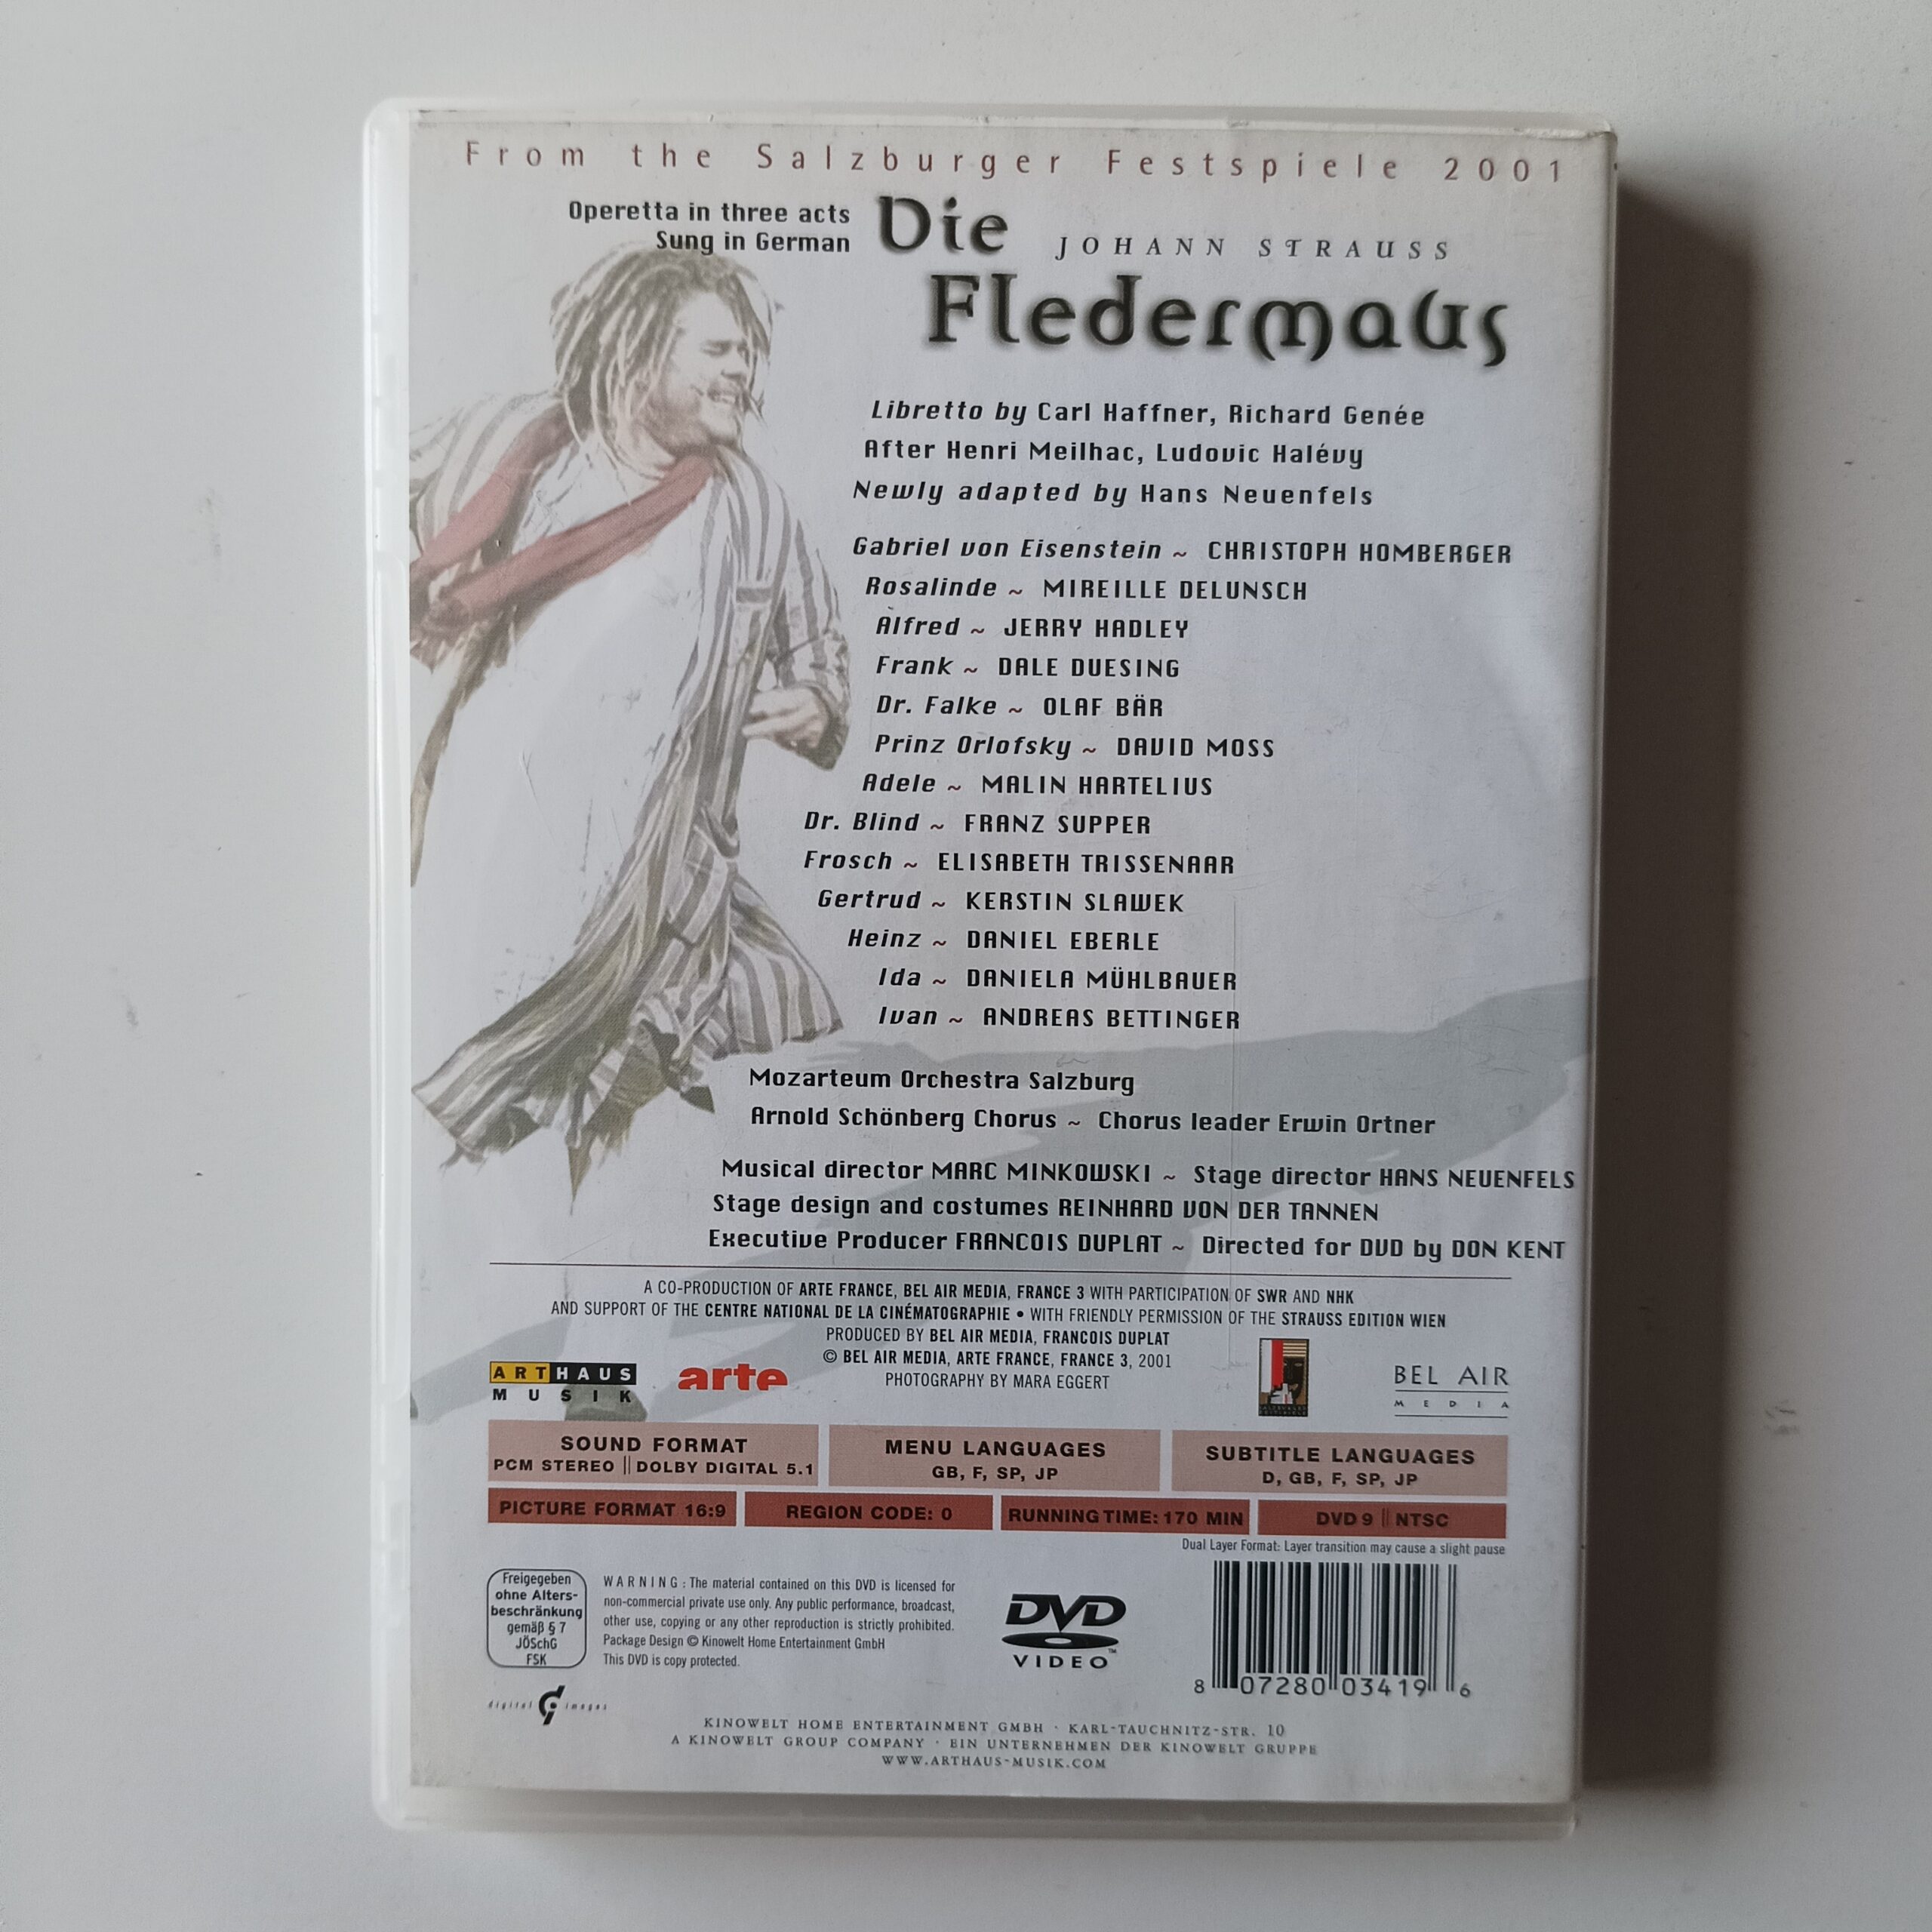 From the Salzburger Festspiele 2001
Operetta in three acts
Sung in German
Die
JOHANN STRAUSS
Fledermaus
Libretto by Carl Haffner, Richard Genée
After Henri Meilhac, Ludovic Halévy
Newly adapted by Hans Neuenfels
Gabriel von Eisenstein ~ CHRISTOPH HOMBERGER
Rosalinde ~ MIREILLE DELUNSCH
Alfred ~ JERRY HADLEY
Frank ~ DALE DUESING
Dr. Falke ~ OLAF BÄR
Prinz Orlofsky ~ DAVID MOSS
Adele ~ MALIN HARTELIUS
Dr. Blind ~ FRANZ SUPPER
Frosch ~ ELISABETH TRISSENAAR
Gertrud ~ KERSTIN SLAWEK
Heinz ~ DANIEL EBERLE
Ida ~ DANIELA MÜHLBAUER
Ivan ~ ANDREAS BETTINGER
Mozarteum Orchestra Salzburg
Arnold Schönberg Chorus ~ Chorus leader Erwin Ortner
Musical director MARC MINKOWSKI ~ Stage director HANS NEUENFELS
Stage design and costumes REINHARD VON DER TANNEN
Executive Producer FRANCOIS DUPLAT ~ Directed for DVD by DON KENT
A CO-PRODUCTION OF ARTE FRANCE, BEL AIR MEDIA, FRANCE 3 WITH PARTICIPATION OF SWR AND NHK
AND SUPPORT OF THE CENTRE NATIONAL DE LA CINÉMATOGRAPHIE • WITH FRIENDLY PERMISSION OF THE STRAUSS EDITION WIEN
PRODUCED BY BEL AIR MEDIA, FRANCOIS DUPLAT
© BEL AIR MEDIA, ARTE FRANCE, FRANCE 3, 2001
PHOTOGRAPHY BY MARA EGGERT
ARTHAUS
MUSIK
arte
BEL AIR
MEDIA
SOUND FORMAT
PCM STEREO || DOLBY DIGITAL 5.1
MENU LANGUAGES
GB, F, SP, JP
SUBTITLE LANGUAGES
D, GB, F, SP, JP
PICTURE FORMAT 16:9
REGION CODE: 0
RUNNING TIME: 170 MIN
DVD 9 || NTSC
Dual Layer Format: Layer transition may cause a slight pause
Freigegeben
ohne Alters-
beschränkung
gemäß § 7
JÖSchG
FSK
WARNING: The material contained on this DVD is licensed for
non-commercial private use only. Any public performance, broadcast,
other use, copying or any other reproduction is strictly prohibited.
Package Design © Kinowelt Home Entertainment GmbH
This DVD is copy protected.
DVD
VIDEO™
8 07280 03419 6
digital images
KINOWELT HOME ENTERTAINMENT GMBH · KARL-TAUCHNITZ-STR. 10
A KINOWELT GROUP COMPANY · EIN UNTERNEHMEN DER KINOWELT GRUPPE
WWW.ARTHAUS-MUSIK.COM